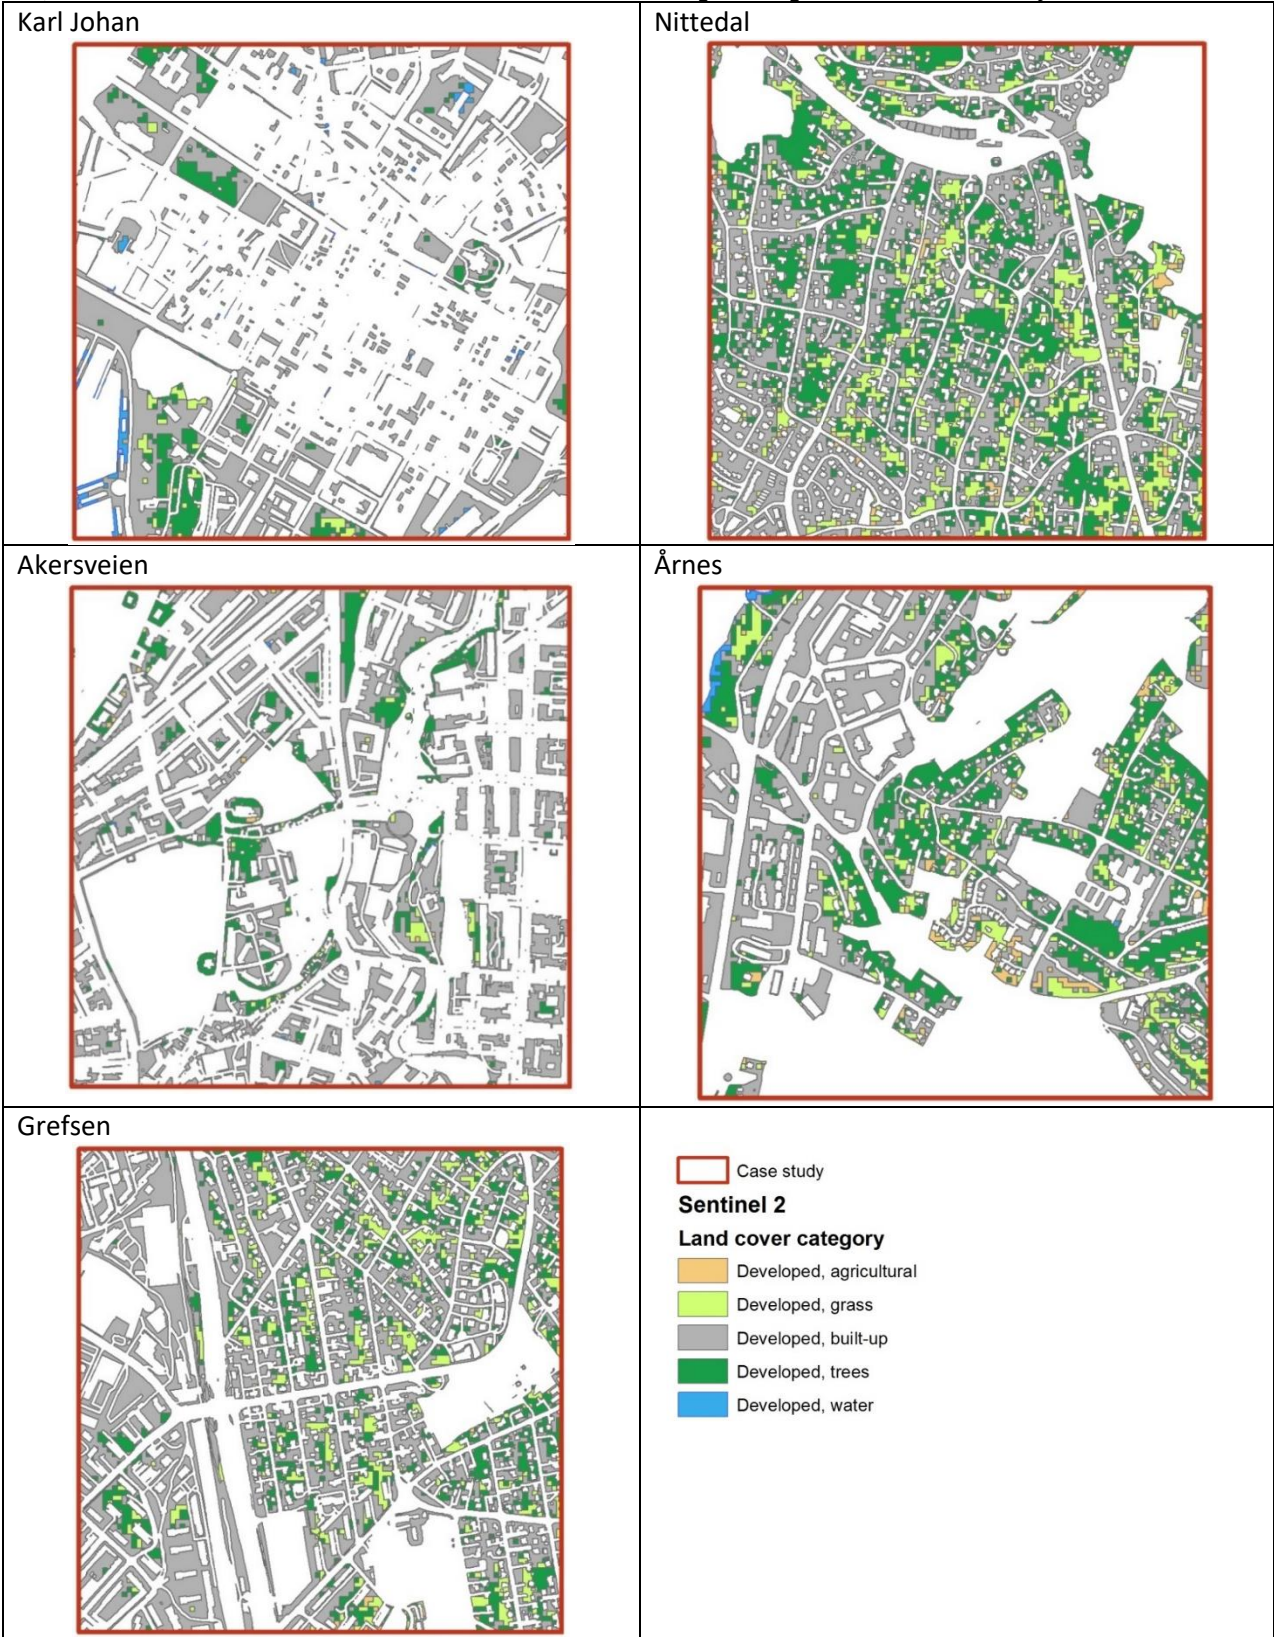 Karl Johan
Nittedal
Akersveien
Årnes
Grefsen
Case study
Sentinel 2
Land cover category
Developed, agricultural
Developed, grass
Developed, built-up
Developed, trees
Developed, water